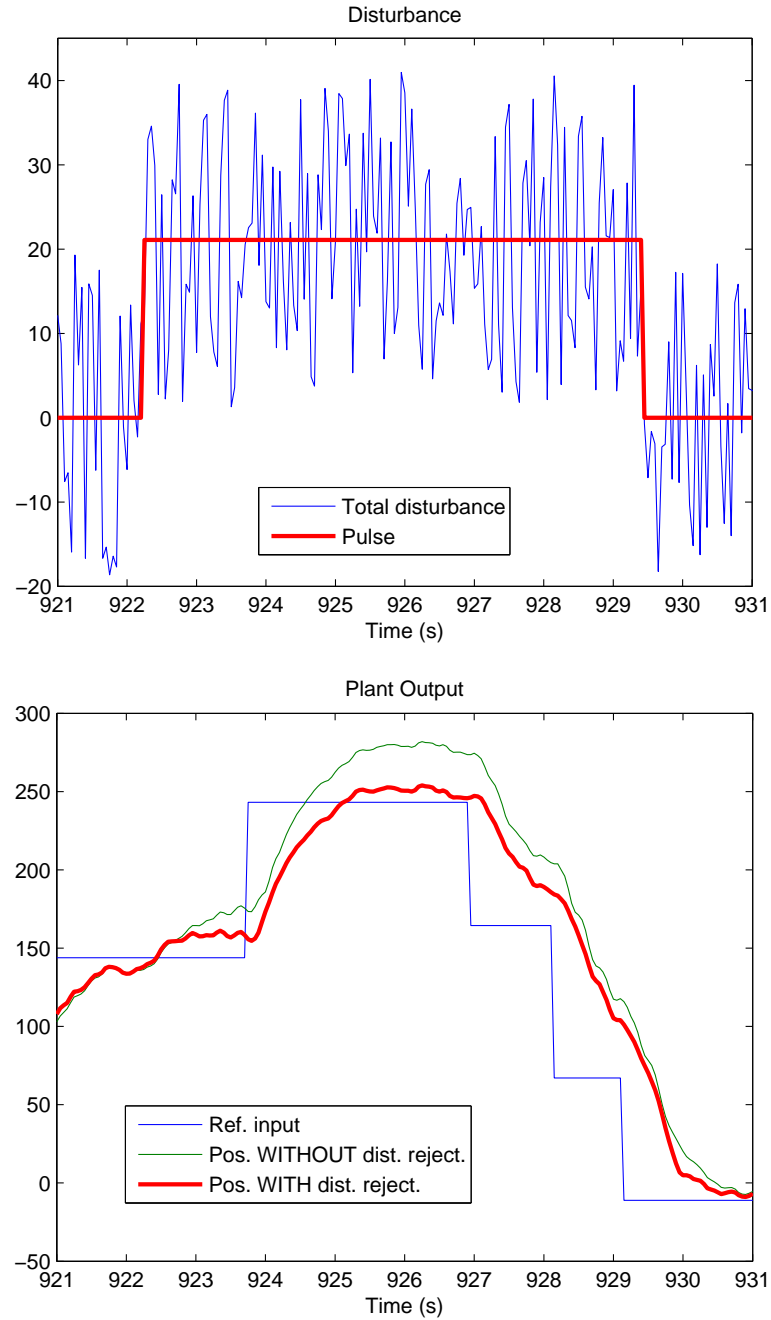 Disturbance
40
30
20
10
0
−10
−20
Total disturbance
Pulse
921 922 923 924 925 926 927 928 929 930 931
Time (s)
Plant Output
300
250
200
150
100
50
0
−50
Ref. input
Pos. WITHOUT dist. reject.
Pos. WITH dist. reject.
921 922 923 924 925 926 927 928 929 930 931
Time (s)